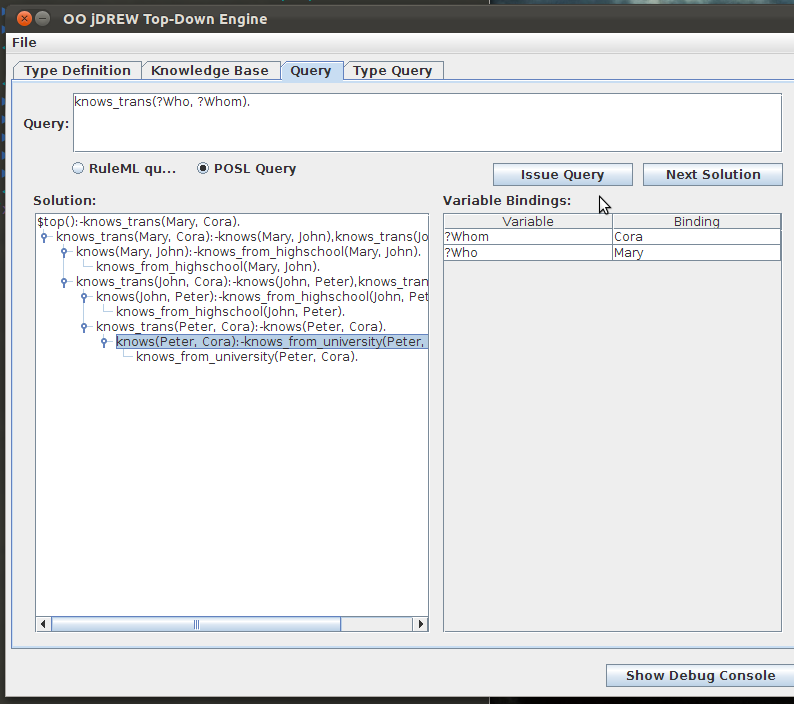 OO jDREW Top-Down Engine
File
Type Definition Knowledge Base Query Type Query
Query: knows_trans(?Who, ?Whom).
RuleML qu... POSL Query Issue Query Next Solution
Solution: Variable Bindings:
$top():-knows_trans(Mary, Cora).
knows_trans(Mary, Cora):-knows(Mary, John),knows_trans(Jo
knows(Mary, John):-knows_from_highschool(Mary, John).
knows_from_highschool(Mary, John).
knows_trans(John, Cora):-knows(John, Peter),knows_tran
knows(John, Peter):-knows_from_highschool(John, Pet
knows_from_highschool(John, Peter).
knows_trans(Peter, Cora):-knows(Peter, Cora).
knows(Peter, Cora):-knows_from_university(Peter,
knows_from_university(Peter, Cora).
Variable Binding
?Whom Cora
?Who Mary
Show Debug Console